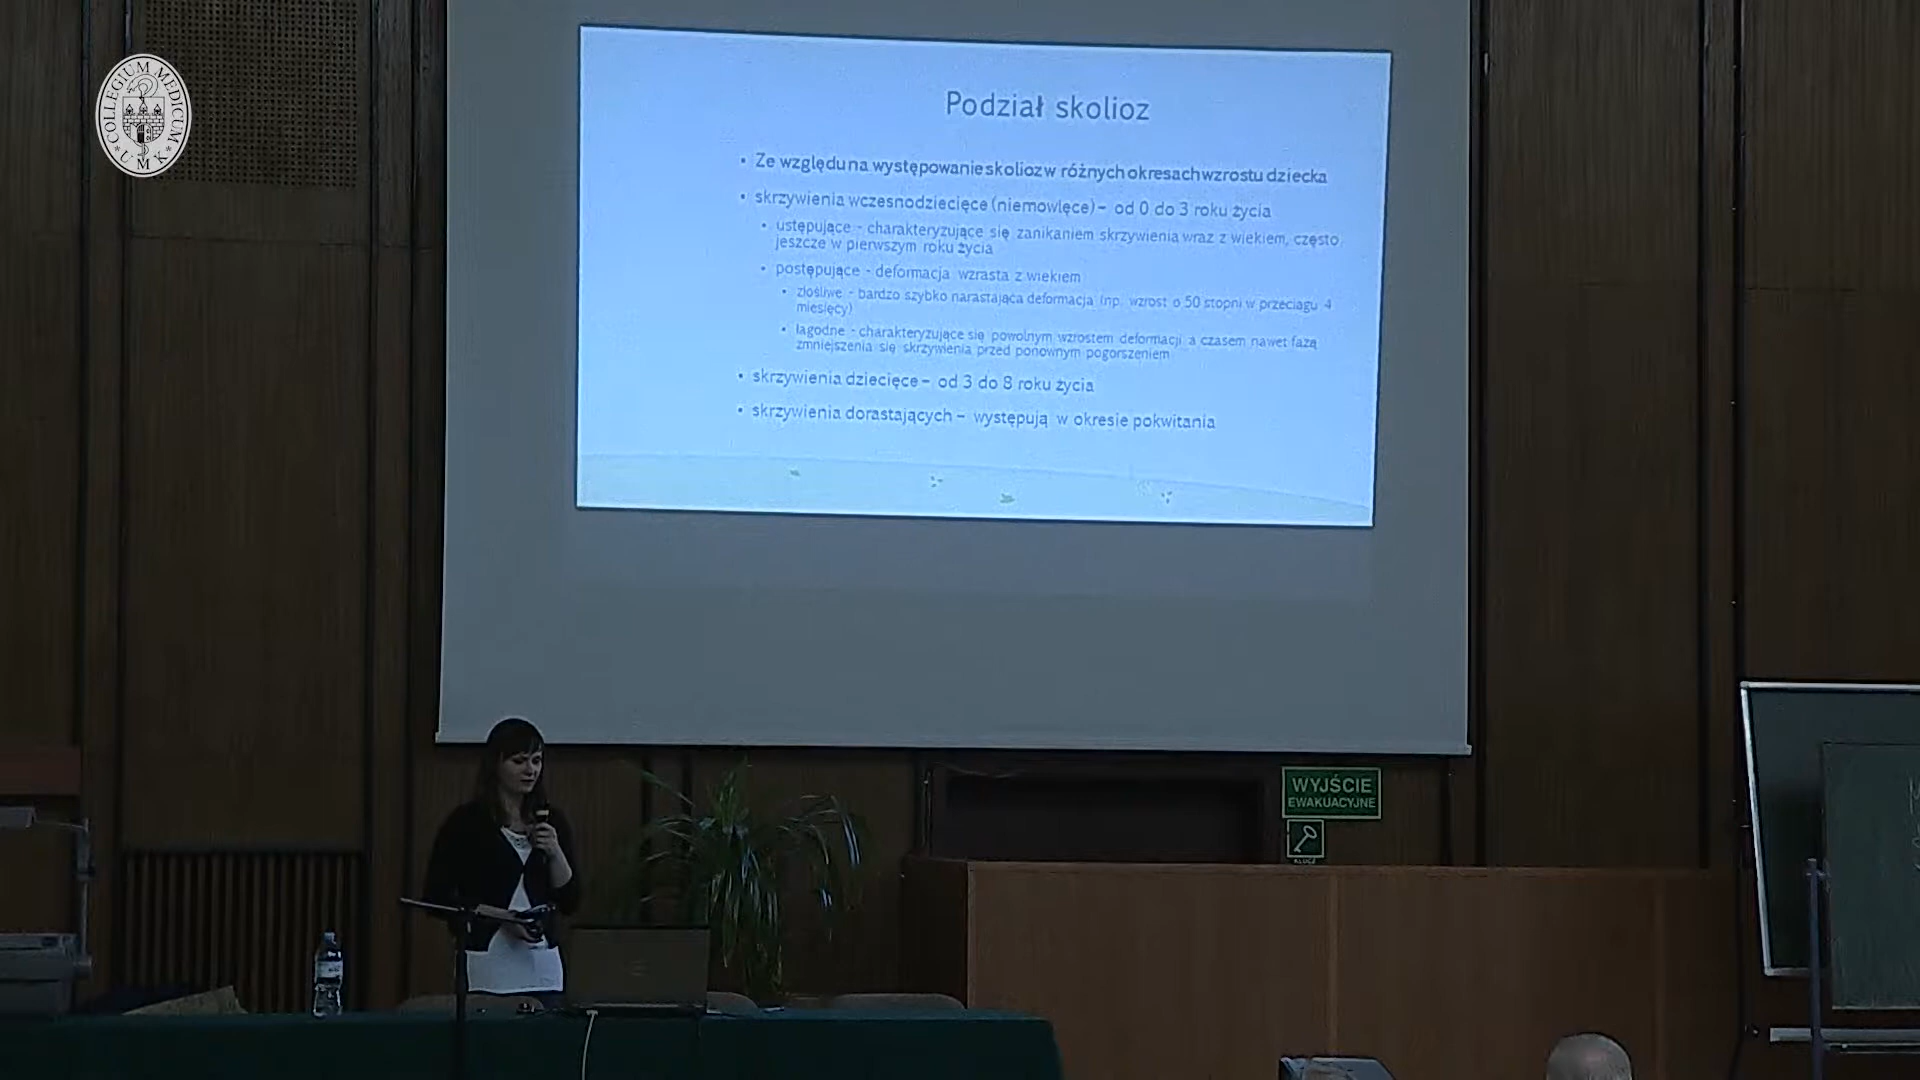 COLLEGIUM MEDICUM
UMK
Podział skolioz
• Ze względu na występowanie skolioz w różnych okresach wzrostu dziecka
• skrzywienia wczesnodziecięce (niemowlęce) – od 0 do 3 roku życia
• ustępujące - charakteryzujące się zanikaniem skrzywienia wraz z wiekiem, często
jeszcze w pierwszym roku życia
• postępujące - deformacja wzrasta z wiekiem
• złośliwe - bardzo szybko narastająca deformacja (np. wzrost o 50 stopni w przeciągu 4
miesięcy)
• łagodne - charakteryzujące się powolnym wzrostem deformacji a czasem nawet fazą
zmniejszenia się skrzywienia przed ponownym pogorszeniem
• skrzywienia dziecięce – od 3 do 8 roku życia
• skrzywienia dorastających – występują w okresie pokwitania
WYJŚCIE
EWAKUACYJNE
KLUCZ